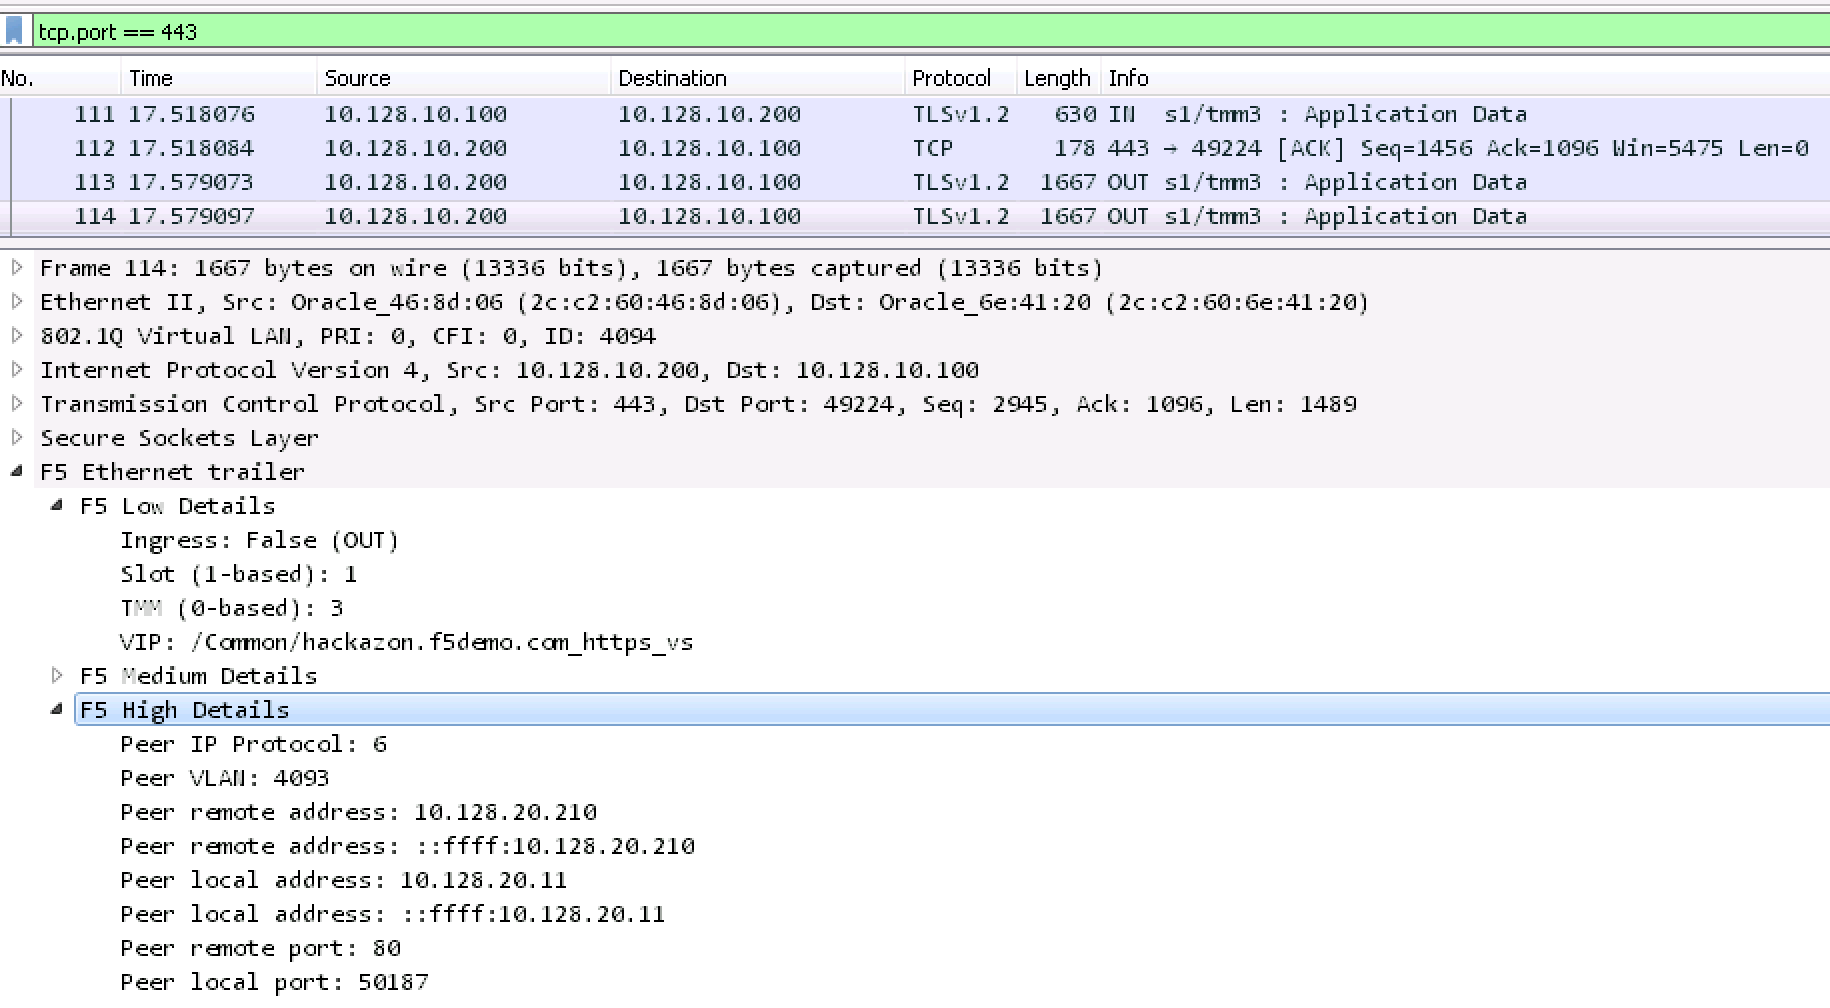 tcp.port == 443
No. Time Source Destination Protocol Length Info
111 17.518076 10.128.10.100 10.128.10.200 TLSv1.2 630 IN s1/tmm3 : Application Data
112 17.518084 10.128.10.200 10.128.10.100 TCP 178 443 → 49224 [ACK] Seq=1456 Ack=1096 Win=5475 Len=0
113 17.579073 10.128.10.200 10.128.10.100 TLSv1.2 1667 OUT s1/tmm3 : Application Data
114 17.579097 10.128.10.200 10.128.10.100 TLSv1.2 1667 OUT s1/tmm3 : Application Data
Frame 114: 1667 bytes on wire (13336 bits), 1667 bytes captured (13336 bits)
Ethernet II, Src: Oracle_46:8d:06 (2c:c2:60:46:8d:06), Dst: Oracle_6e:41:20 (2c:c2:60:6e:41:20)
802.1Q Virtual LAN, PRI: 0, CFI: 0, ID: 4094
Internet Protocol Version 4, Src: 10.128.10.200, Dst: 10.128.10.100
Transmission Control Protocol, Src Port: 443, Dst Port: 49224, Seq: 2945, Ack: 1096, Len: 1489
Secure Sockets Layer
F5 Ethernet trailer
F5 Low Details
Ingress: False (OUT)
Slot (1-based): 1
TMM (0-based): 3
VIP: /Common/hackazon.f5demo.com_https_vs
F5 Medium Details
F5 High Details
Peer IP Protocol: 6
Peer VLAN: 4093
Peer remote address: 10.128.20.210
Peer remote address: ::ffff:10.128.20.210
Peer local address: 10.128.20.11
Peer local address: ::ffff:10.128.20.11
Peer remote port: 80
Peer local port: 50187